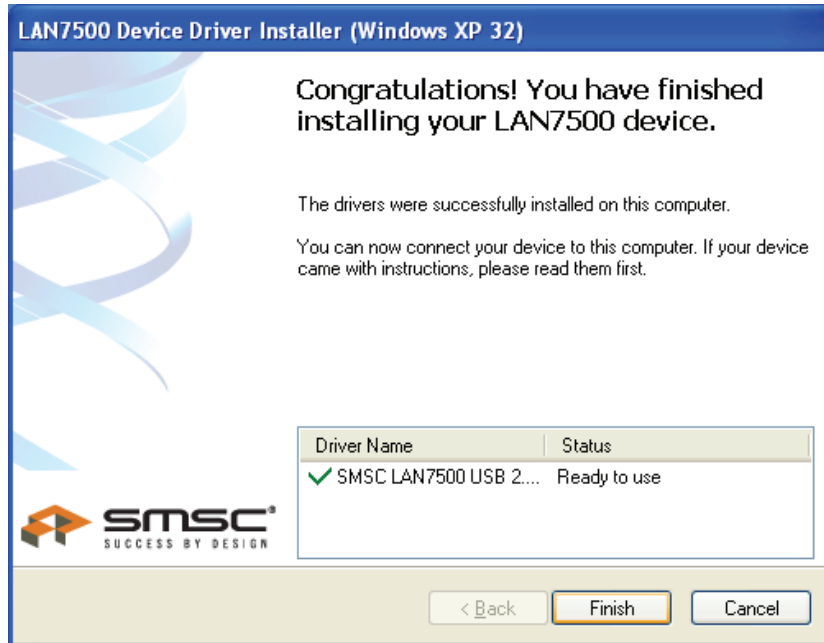 LAN7500 Device Driver Installer (Windows XP 32)
Congratulations! You have finished
installing your LAN7500 device.
The drivers were successfully installed on this computer.
You can now connect your device to this computer. If your device
came with instructions, please read them first.
Driver Name Status
SMSC LAN7500 USB 2.... Ready to use
smsc®
SUCCESS BY DESIGN
< Back Finish Cancel